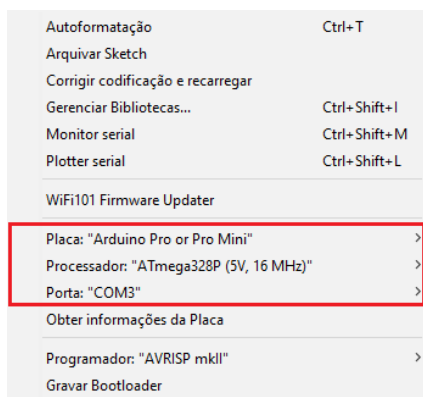 Autoformatação Ctrl+T
Arquivar Sketch
Corrigir codificação e recarregar
Gerenciar Bibliotecas... Ctrl+Shift+I
Monitor serial Ctrl+Shift+M
Plotter serial Ctrl+Shift+L
WiFi101 Firmware Updater
Placa: "Arduino Pro or Pro Mini"
Processador: "ATmega328P (5V, 16 MHz)"
Porta: "COM3"
Obter informações da Placa
Programador: "AVRISP mkII"
Gravar Bootloader